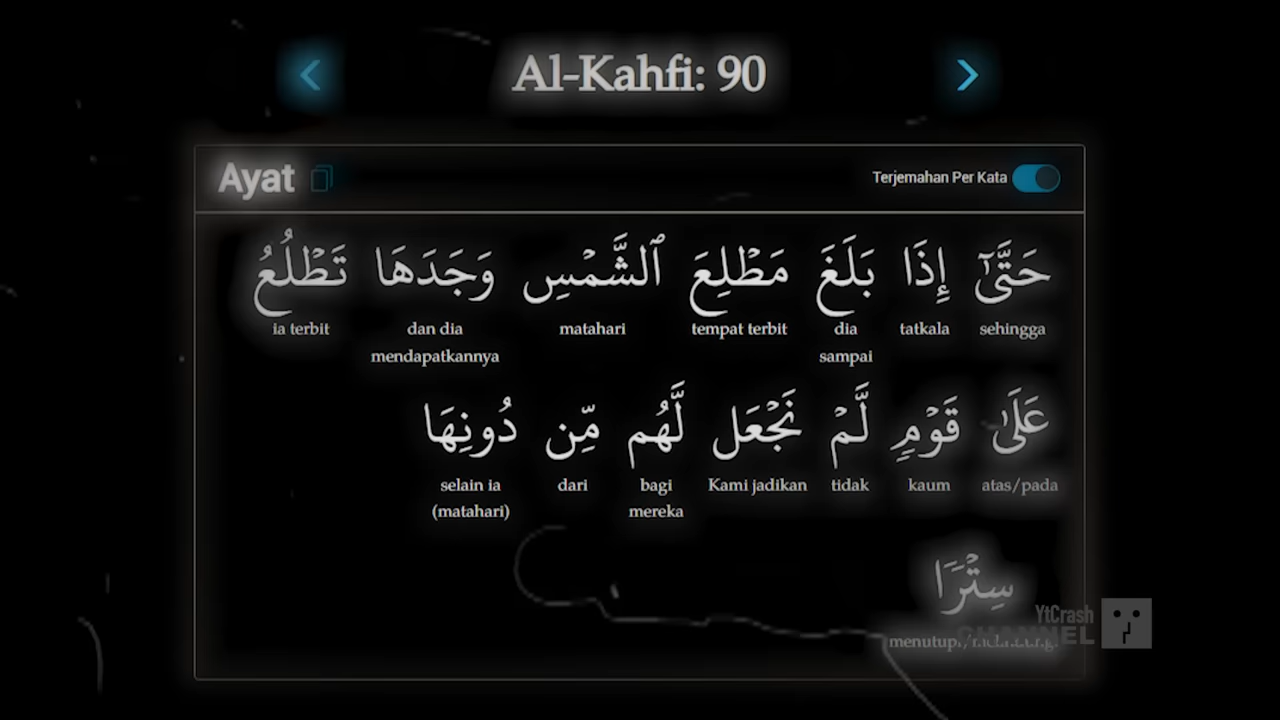 Al-Kahfi: 90
Ayat
Terjemahan Per Kata
حَتَّىٰٓ إِذَا بَلَغَ مَطْلِعَ ٱلشَّمْسِ وَجَدَهَا تَطْلُعُ
sehingga tatkala dia sampai tempat terbit matahari dan dia mendapatkannya ia terbit
عَلَىٰ قَوْمٍ لَّمْ نَجْعَل لَّهُم مِّن دُونِهَا
atas/pada kaum tidak Kami jadikan bagi mereka dari selain ia (matahari)
سِتْرًا
YtCrash
CHANNEL